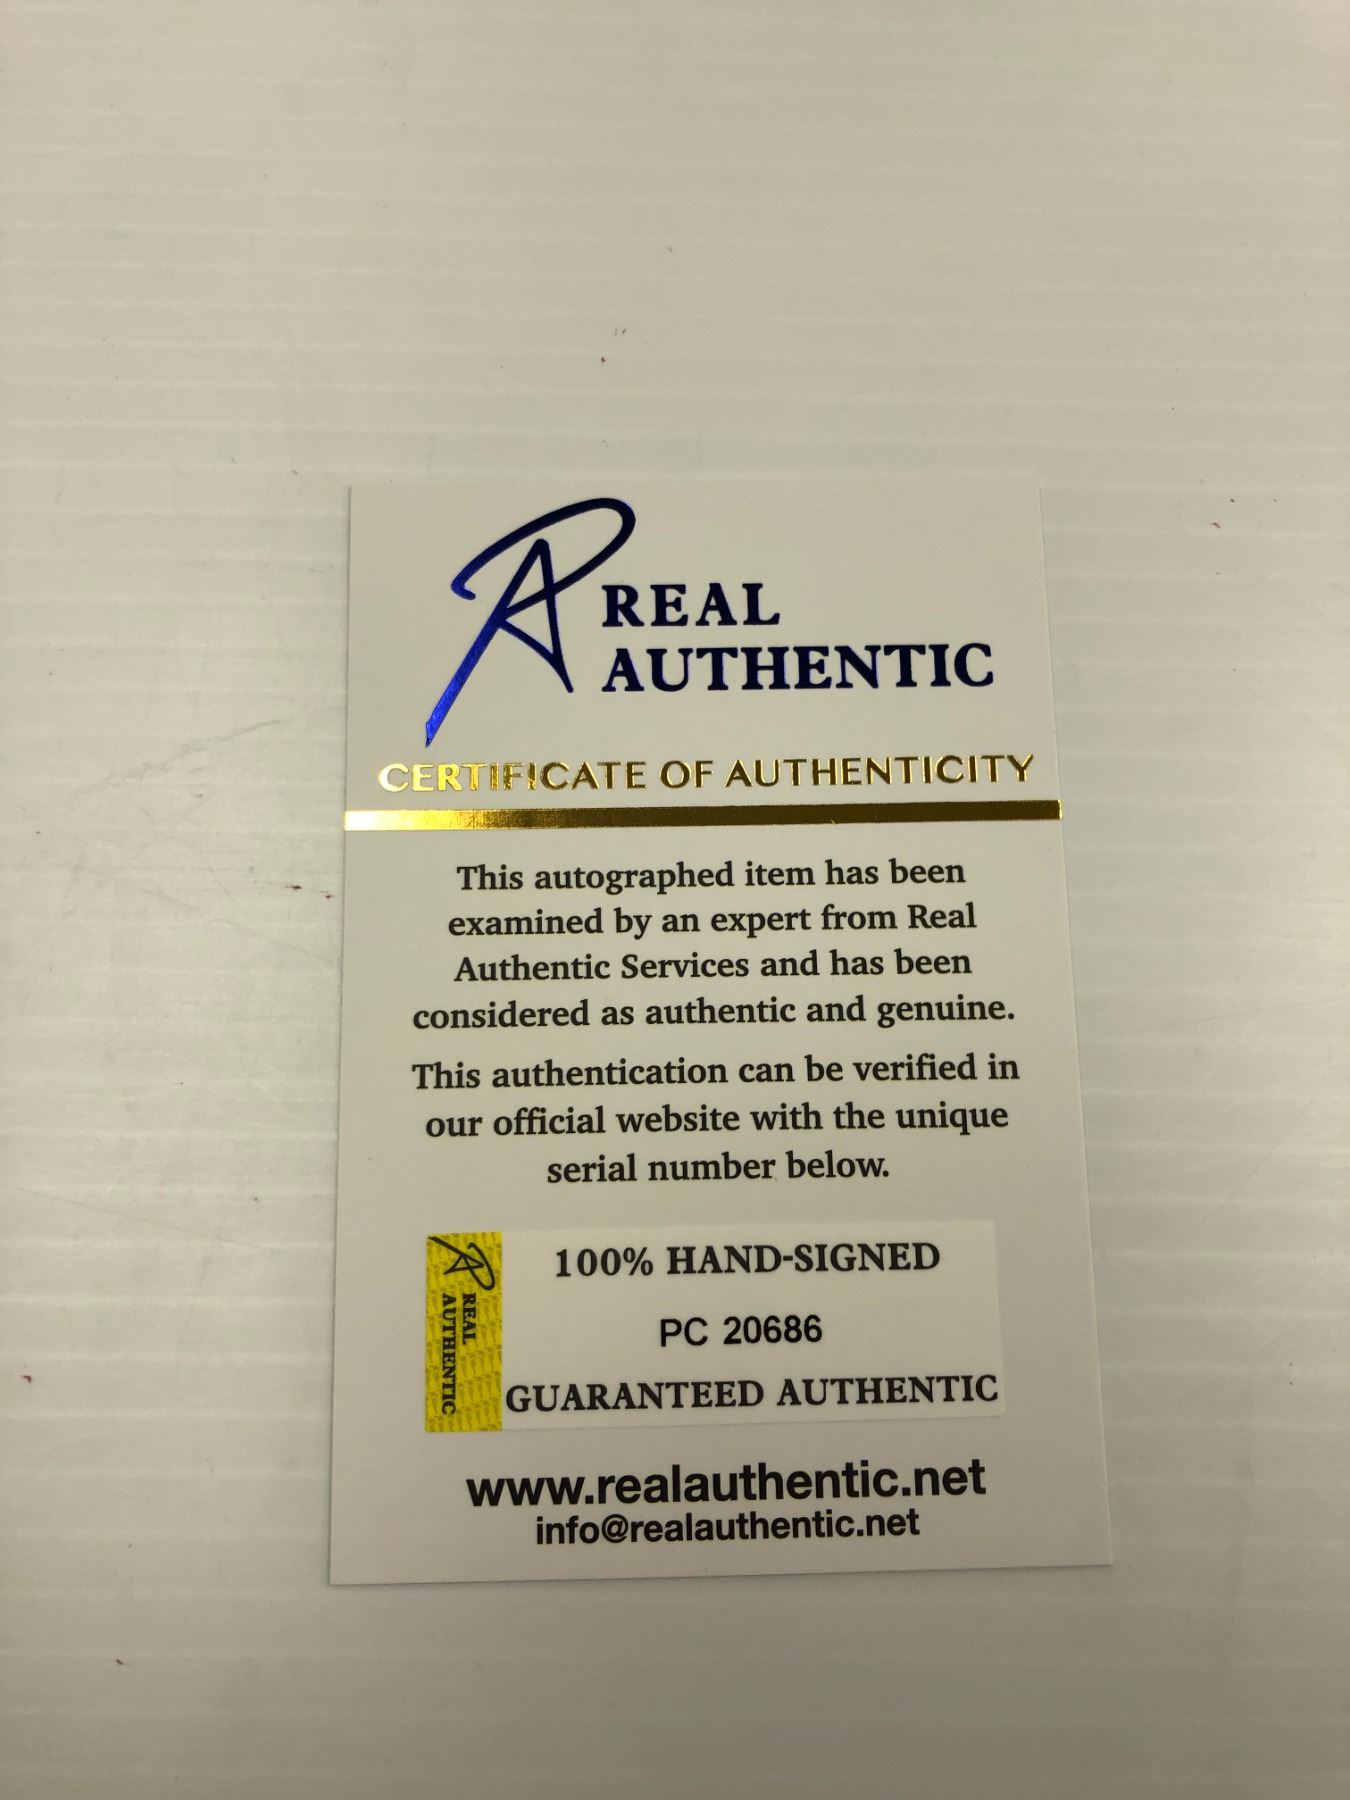 RA REAL
AUTHENTIC
CERTIFICATE OF AUTHENTICITY
This autographed item has been
examined by an expert from Real
Authentic Services and has been
considered as authentic and genuine.
This authentication can be verified in
our official website with the unique
serial number below.
RA REAL
AUTHENTIC
100% HAND-SIGNED
PC 20686
GUARANTEED AUTHENTIC
www.realauthentic.net
info@realauthentic.net